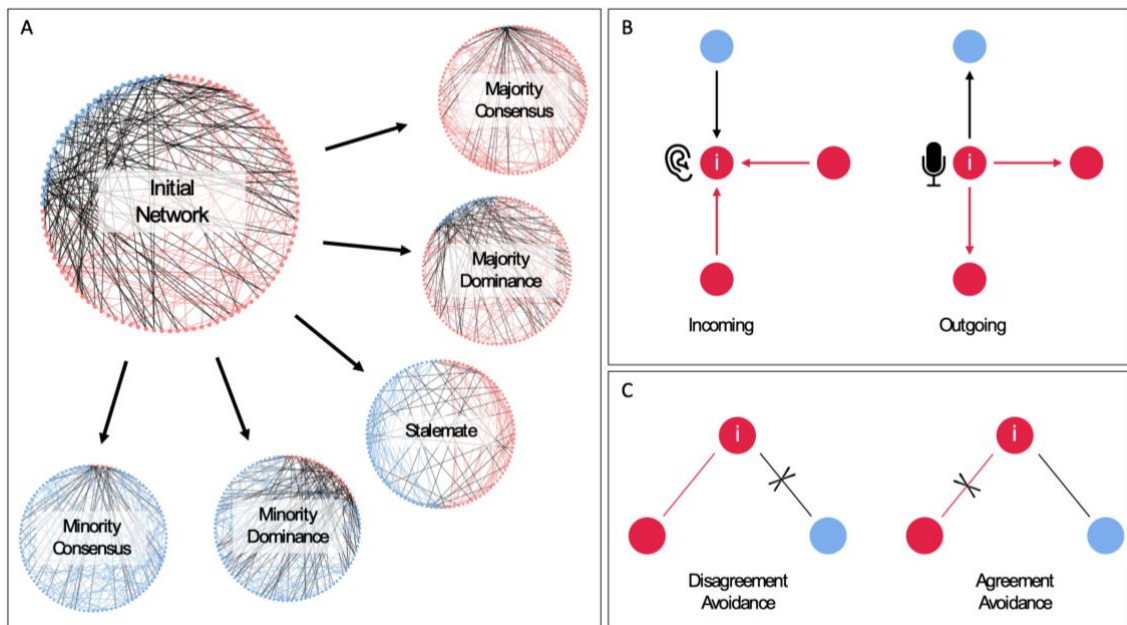 A
Initial
Network
Majority
Consensus
Majority
Dominance
Stalemate
Minority
Dominance
Minority
Consensus
B
i
i
Incoming
Outgoing
C
i
i
Disagreement
Avoidance
Agreement
Avoidance